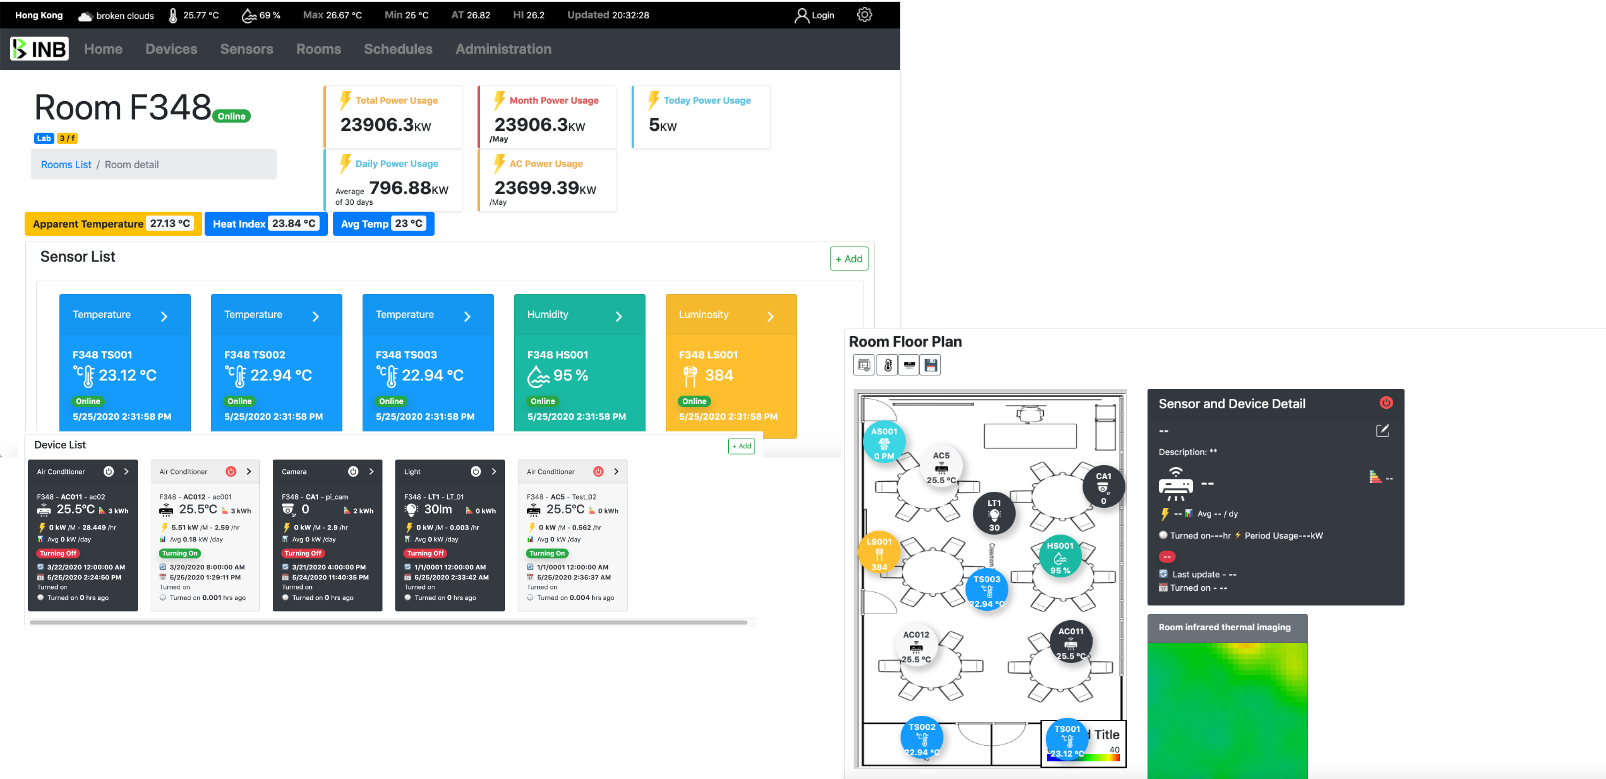 Hong Kong broken clouds 25.77 °C 69 % Max 26.67 °C Min 25 °C AT 26.82 HI 26.2 Updated 20:32:28 Login
INB Home Devices Sensors Rooms Schedules Administration
Room F348 Online
Lab 3 / f
Rooms List / Room detail
Total Power Usage
23906.3KW
Month Power Usage
23906.3KW
/May
Today Power Usage
5KW
Daily Power Usage
Average 796.88KW
of 30 days
AC Power Usage
23699.39KW
/May
Apparent Temperature 27.13 °C Heat Index 23.84 °C Avg Temp 23 °C
Sensor List
+ Add
Temperature
F348 TS001
°C 23.12 °C
Online
5/25/2020 2:31:58 PM
Temperature
F348 TS002
°C 22.94 °C
Online
5/25/2020 2:31:58 PM
Temperature
F348 TS003
°C 22.94 °C
Online
5/25/2020 2:31:58 PM
Humidity
F348 HS001
95 %
Online
5/25/2020 2:31:58 PM
Luminosity
F348 LS001
384
Online
5/25/2020 2:31:58 PM
Device List
+ Add
Air Conditioner
F348 - AC011 - ac02
25.5°C 3 kWh
0 kW /M - 28.449 /hr
Avg 0 kW /day
Turning Off
3/22/2020 12:00:00 AM
5/25/2020 2:24:50 PM
Turned on
Turned on 0 hrs ago
Air Conditioner
F348 - AC012 - ac001
25.5°C 3 kWh
5.51 kW /M - 2.59 /hr
Avg 0.18 kW /day
Turning On
3/21/2020 8:00:00 AM
5/25/2020 1:29:11 PM
Turned on
Turned on 0.001 hrs ago
Camera
F348 - CA1 - pi_cam
0 2 kWh
0 kW /M - 2.9 /hr
Avg 0 kW /day
Turning Off
3/21/2020 4:00:00 PM
5/24/2020 11:40:36 PM
Turned on
Turned on 0 hrs ago
Light
F348 - LT1 - LT_01
30lm 0 kWh
0 kW /M - 0.003 /hr
Avg 0 kW /day
Turning Off
1/1/0001 12:00:00 AM
5/25/2020 2:33:42 AM
Turned on
Turned on 0 hrs ago
Air Conditioner
F348 - AC5 - Test_02
25.5°C 0 kWh
0 kW /M - 0.562 /hr
Avg 0 kW /day
Turning On
1/1/0001 12:00:00 AM
5/25/2020 2:36:37 AM
Turned on
Turned on 0.004 hrs ago
Room Floor Plan
AS001
0 PM
AC5
25.5 °C
CA1
0
LT1
30
LS001
384
HS001
95 %
TS003
22.94 °C
AC012
25.5 °C
AC011
25.5 °C
TS002
22.94 °C
TS001
23.12 °C
d Title
40
Sensor and Device Detail
--
Description: **
-- --
-- Avg -- / dy
Turned on---hr Period Usage---kW
--
Last update - --
Turned on - --
Room infrared thermal imaging